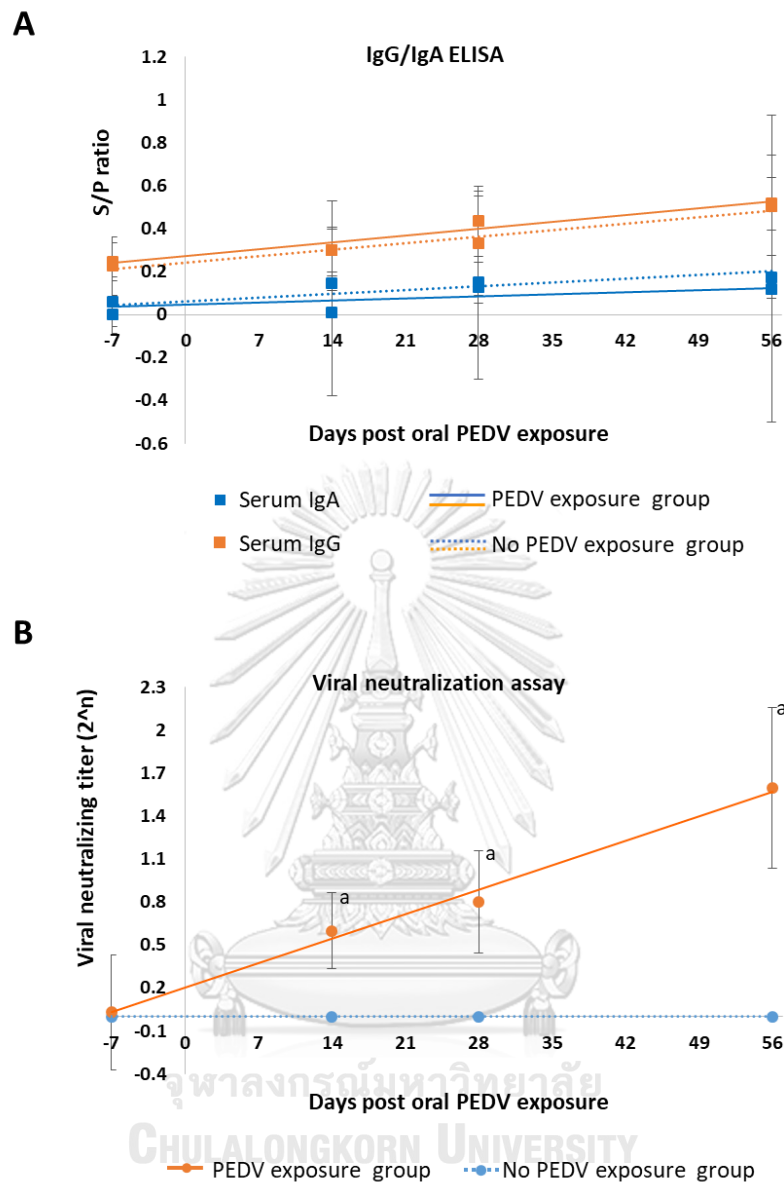 A
IgG/IgA ELISA
1.2
1
0.8
0.6
0.4
0.2
0
-0.2
-0.4
-0.6
S/P ratio
-7 0 7 14 21 28 35 42 49 56
Days post oral PEDV exposure
Serum IgA PEDV exposure group
Serum IgG No PEDV exposure group
B
Viral neutralization assay
2.3
2
1.7
1.4
1.1
0.8
0.5
0.2
-0.1
-0.4
Viral neutralizing titer (2^n)
a
a
a
-7 0 7 14 21 28 35 42 49 56
Days post oral PEDV exposure
จุฬาลงกรณ์มหาวิทยาลัย
CHULALONGKORN UNIVERSITY
PEDV exposure group No PEDV exposure group